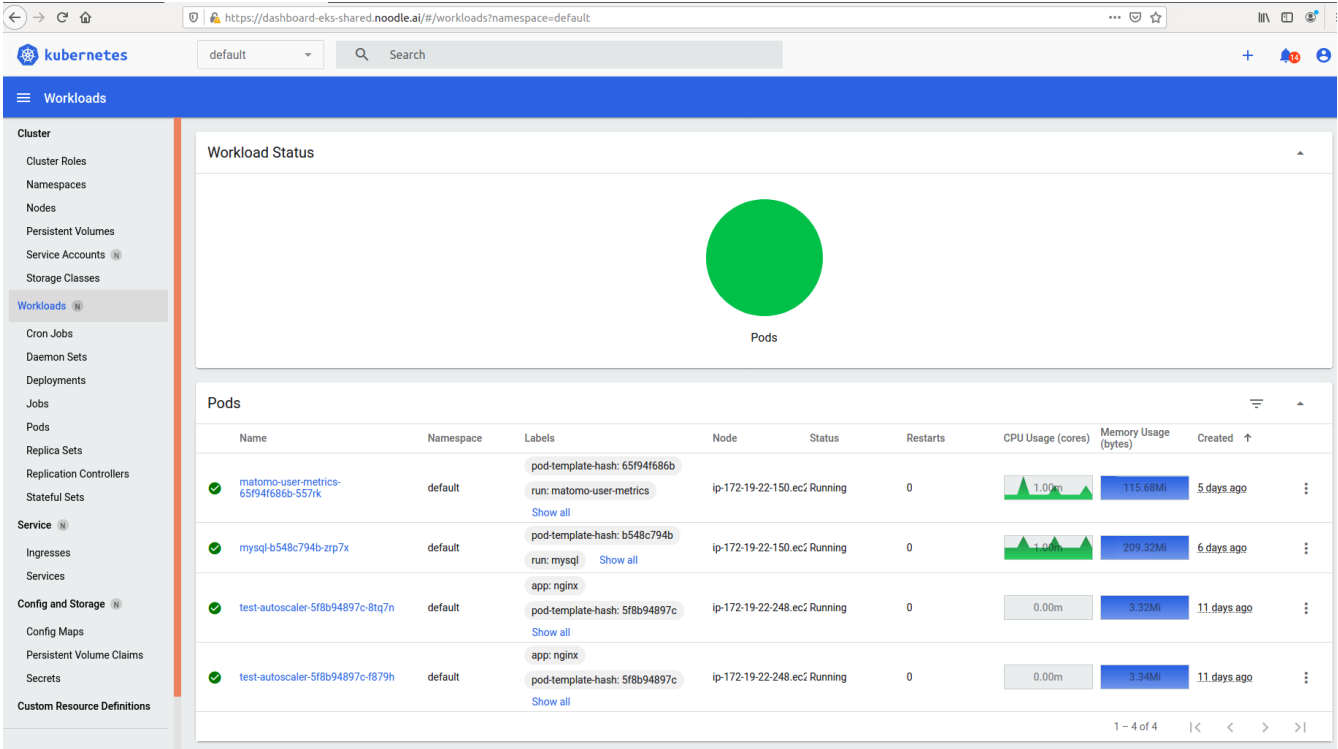 https://dashboard-eks-shared.noodle.ai/#/workloads?namespace=default
kubernetes
default
Search
14
Workloads
Cluster
Cluster Roles
Namespaces
Nodes
Persistent Volumes
Service Accounts N
Storage Classes
Workloads N
Cron Jobs
Daemon Sets
Deployments
Jobs
Pods
Replica Sets
Replication Controllers
Stateful Sets
Service N
Ingresses
Services
Config and Storage N
Config Maps
Persistent Volume Claims
Secrets
Custom Resource Definitions
Workload Status
Pods
Pods
Name Namespace Labels Node Status Restarts CPU Usage (cores) Memory Usage (bytes) Created
pod-template-hash: 65f94f686b
matomo-user-metrics-
65f94f686b-557rk default run: matomo-user-metrics ip-172-19-22-150.ec2 Running 0 1.00m 115.68Mi 5 days ago
Show all
pod-template-hash: b548c794b
mysql-b548c794b-zrp7x default ip-172-19-22-150.ec2 Running 0 1.00m 209.32Mi 6 days ago
run: mysql Show all
app: nginx
test-autoscaler-5f8b94897c-8tq7n default pod-template-hash: 5f8b94897c ip-172-19-22-248.ec2 Running 0 0.00m 3.32Mi 11 days ago
Show all
app: nginx
test-autoscaler-5f8b94897c-f879h default pod-template-hash: 5f8b94897c ip-172-19-22-248.ec2 Running 0 0.00m 3.34Mi 11 days ago
Show all
1 – 4 of 4